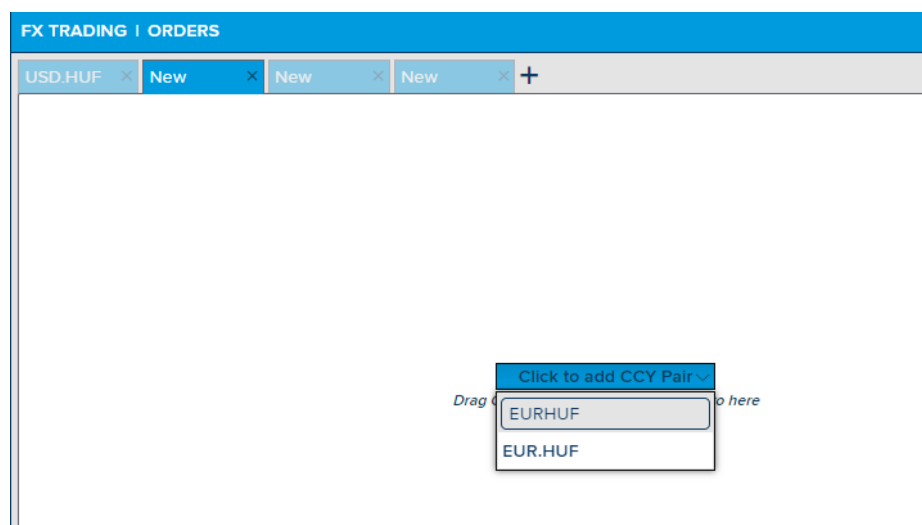 FX TRADING | ORDERS
USD.HUF × New × New × New × +
Click to add CCY Pair
Drag o here
EURHUF
EUR.HUF